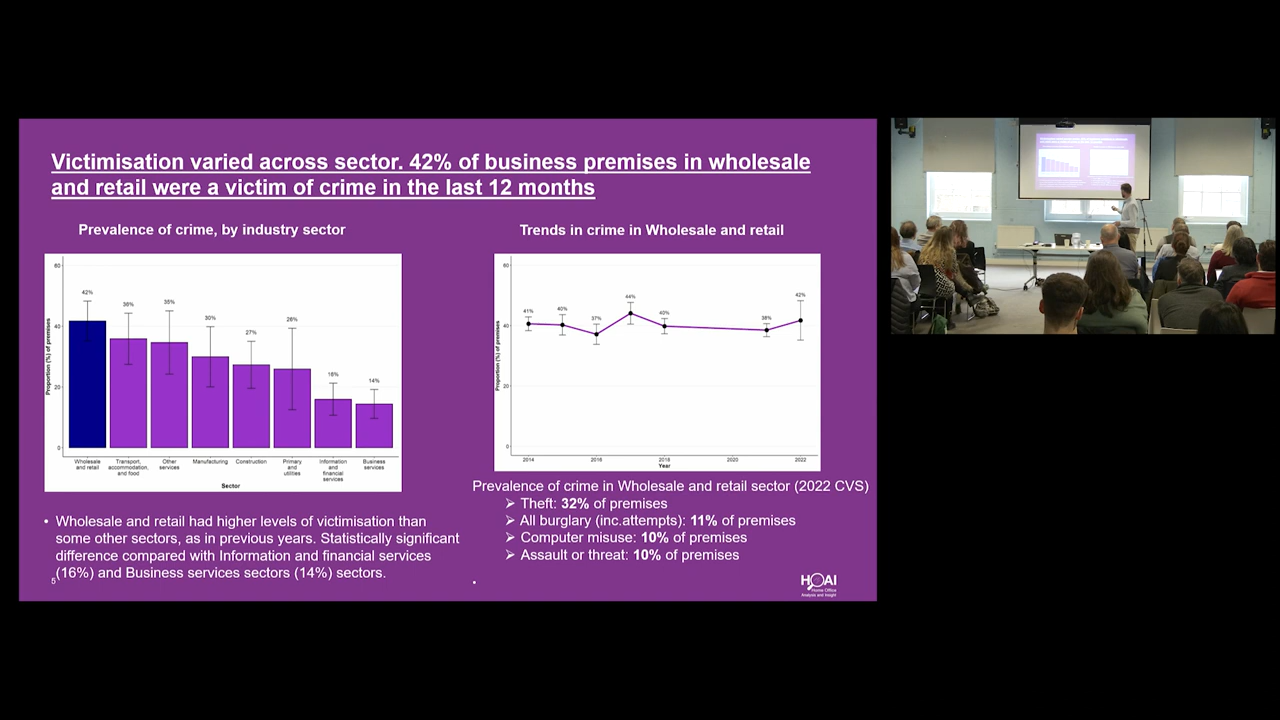 Victimisation varied across sector. 42% of business premises in wholesale
and retail were a victim of crime in the last 12 months
Prevalence of crime, by industry sector
Proportion (%) of premises
60
40
20
0
42%
36%
35%
30%
27%
26%
16%
14%
Wholesale
and retail
Transport,
accommodation,
and food
Other
services
Manufacturing
Construction
Primary
and
utilities
Information
and
financial
services
Business
services
Sector
• Wholesale and retail had higher levels of victimisation than
some other sectors, as in previous years. Statistically significant
difference compared with Information and financial services
(16%) and Business services sectors (14%) sectors.
5
Trends in crime in Wholesale and retail
Proportion (%) of premises
60
40
20
0
41%
40%
37%
44%
40%
38%
42%
2014
2016
2018
2020
2022
Year
Prevalence of crime in Wholesale and retail sector (2022 CVS)
➢ Theft: 32% of premises
➢ All burglary (inc.attempts): 11% of premises
➢ Computer misuse: 10% of premises
➢ Assault or threat: 10% of premises
•
HOAI
Home Office
Analysis and Insight